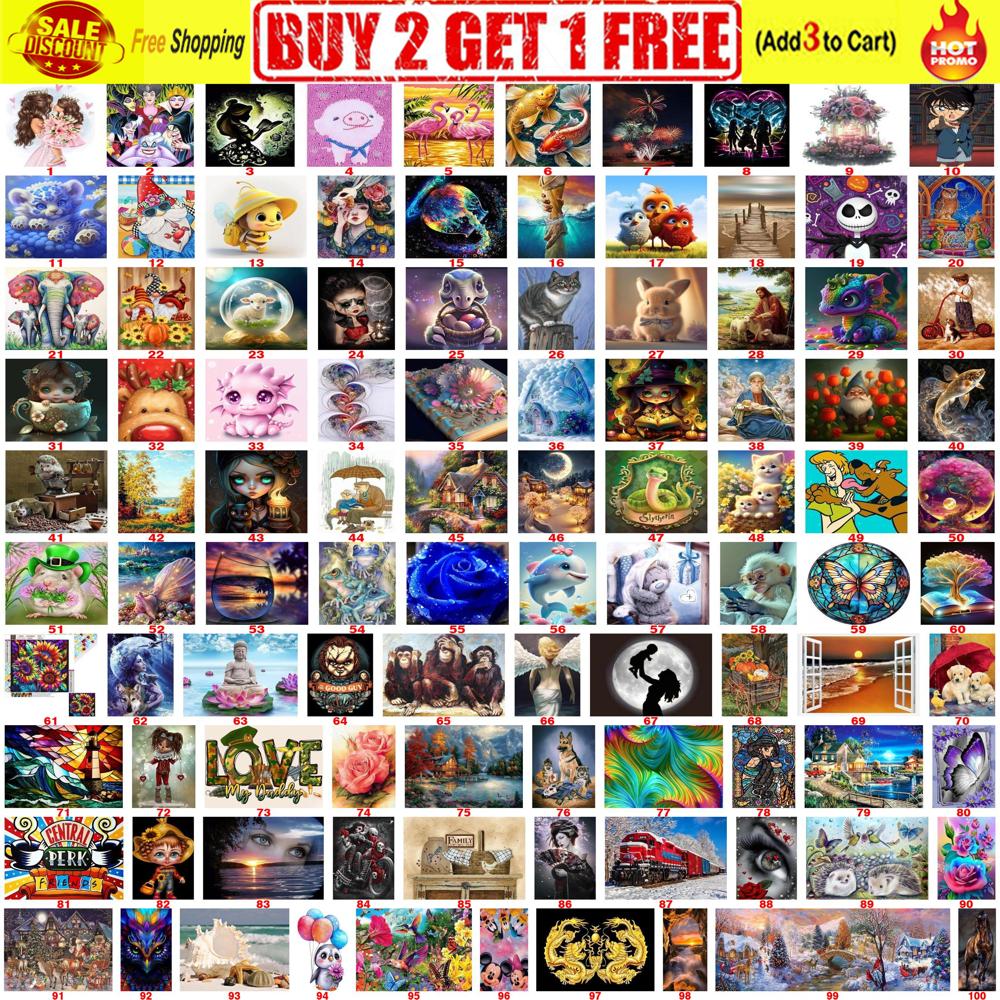 SALE
DISCOUNT
Free Shopping
BUY 2 GET 1 FREE
(Add 3 to Cart)
HOT
PROMO
1 2 3 4 5 6 7 8 9 10
11 12 13 14 15 16 17 18 19 20
21 22 23 24 25 26 27 28 29 30
31 32 33 34 35 36 37 38 39 40
Slytherin
41 42 43 44 45 46 47 48 49 50
51 52 53 54 55 56 57 58 59 60
GOOD GUY
61 62 63 64 65 66 67 68 69 70
LOVE
My Daddy
71 72 73 74 75 76 77 78 79 80
CENTRAL
PERK
FRIENDS
FAMILY
81 82 83 84 85 86 87 88 89 90
91 92 93 94 95 96 97 98 99 100